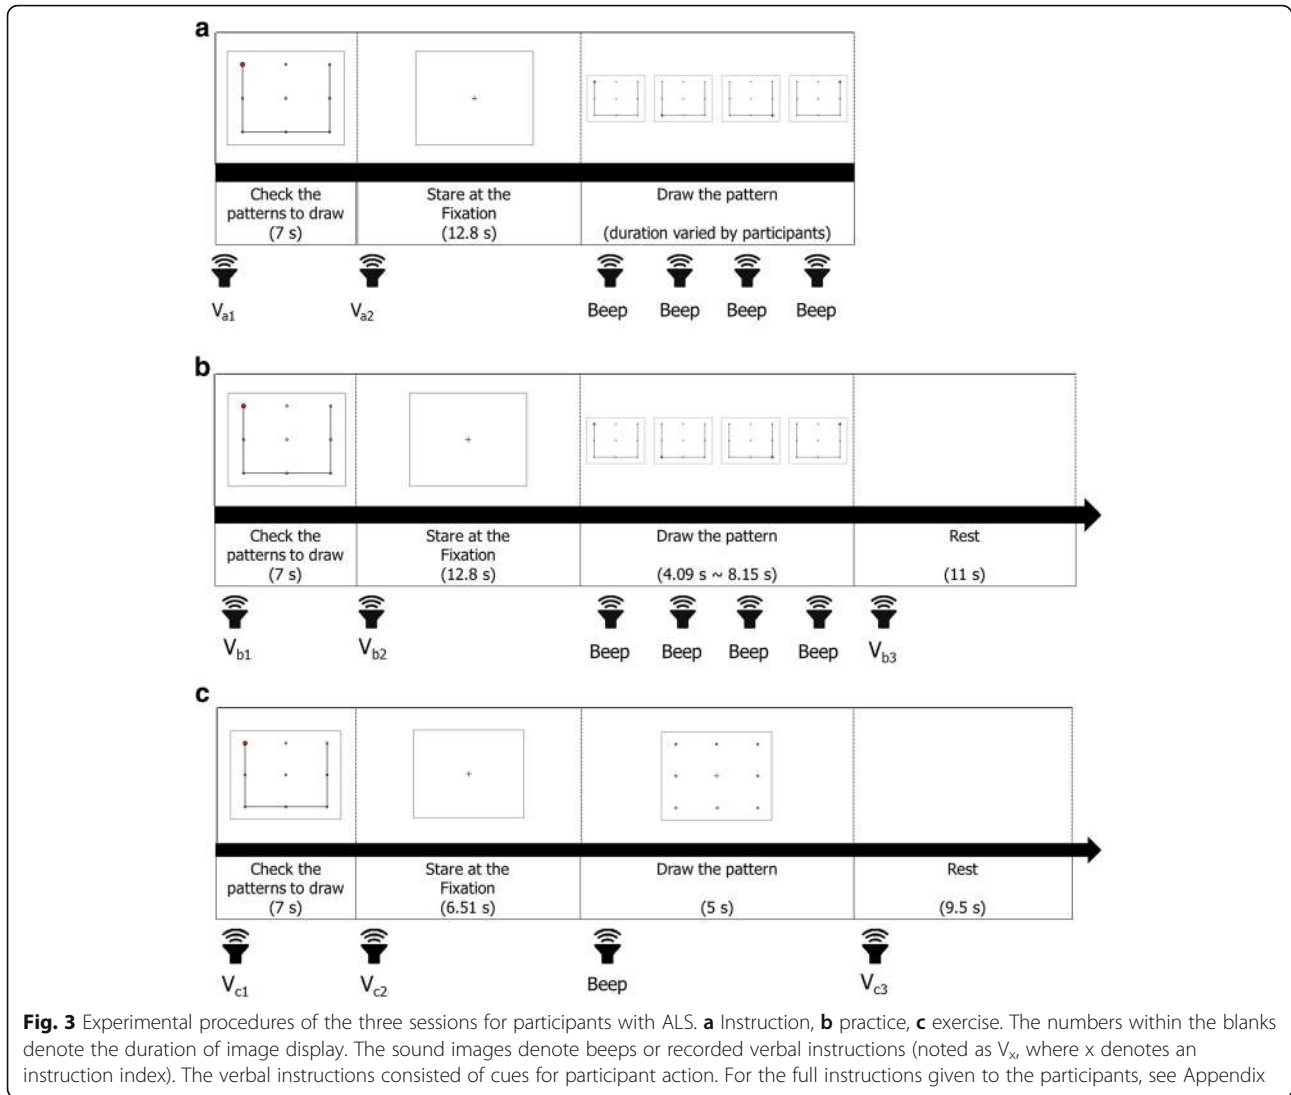 a
Check the patterns to draw (7 s)
Stare at the Fixation (12.8 s)
Draw the pattern (duration varied by participants)
Va1
Va2
Beep Beep Beep Beep
b
Check the patterns to draw (7 s)
Stare at the Fixation (12.8 s)
Draw the pattern (4.09 s ~ 8.15 s)
Rest (11 s)
Vb1
Vb2
Beep Beep Beep Beep
Vb3
c
Check the patterns to draw (7 s)
Stare at the Fixation (6.51 s)
Draw the pattern (5 s)
Rest (9.5 s)
Vc1
Vc2
Beep
Vc3
Fig. 3 Experimental procedures of the three sessions for participants with ALS. a Instruction, b practice, c exercise. The numbers within the blanks
denote the duration of image display. The sound images denote beeps or recorded verbal instructions (noted as Vx, where x denotes an
instruction index). The verbal instructions consisted of cues for participant action. For the full instructions given to the participants, see Appendix